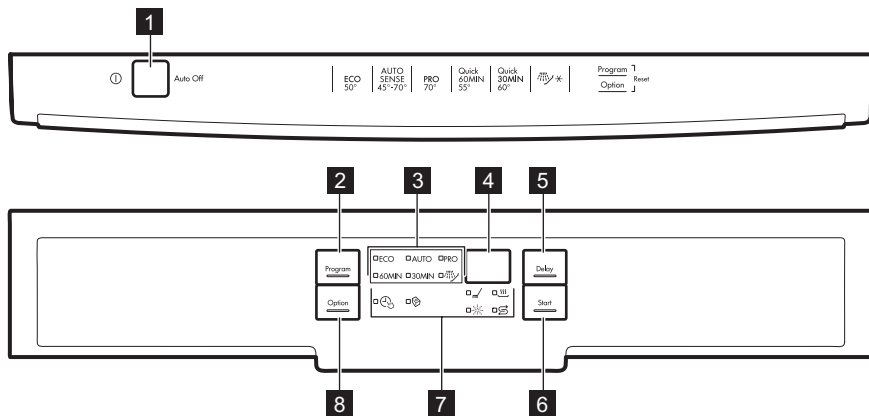 1
Auto Off
ECO
50°
AUTO
SENSE
45°-70°
PRO
70°
Quick
60MIN
55°
Quick
30MIN
60°
Program
Option
Reset
2
3
4
5
Program
ECO AUTO PRO
60MIN 30MIN
Delay
Option
Start
8
7
6